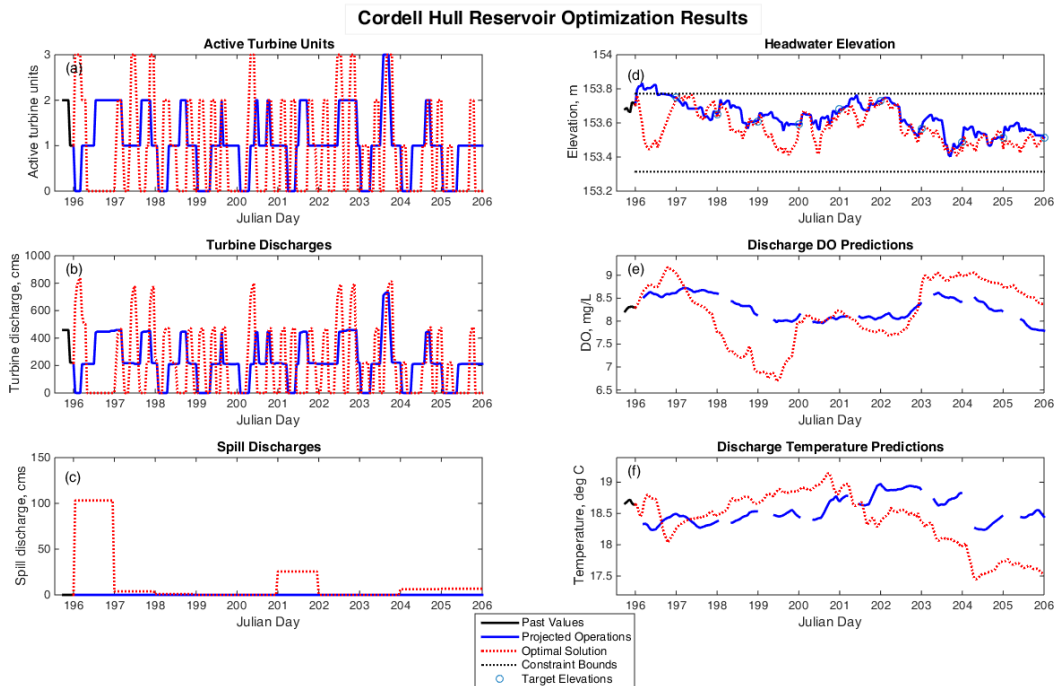 Cordell Hull Reservoir Optimization Results
Active Turbine Units
(a)
3
2
1
0
Active turbine units
196 197 198 199 200 201 202 203 204 205 206
Julian Day
Turbine Discharges
(b)
1000
800
600
400
200
0
Turbine discharge, cms
196 197 198 199 200 201 202 203 204 205 206
Julian Day
Spill Discharges
(c)
150
100
50
0
Spill discharge, cms
196 197 198 199 200 201 202 203 204 205 206
Julian Day
Headwater Elevation
(d)
154
153.8
153.6
153.4
153.2
Elevation, m
196 197 198 199 200 201 202 203 204 205 206
Julian Day
Discharge DO Predictions
(e)
9
8.5
8
7.5
7
6.5
DO, mg/L
196 197 198 199 200 201 202 203 204 205 206
Julian Day
Discharge Temperature Predictions
(f)
19
18.5
18
17.5
Temperature, deg C
196 197 198 199 200 201 202 203 204 205 206
Julian Day
Past Values
Projected Operations
Optimal Solution
Constraint Bounds
Target Elevations